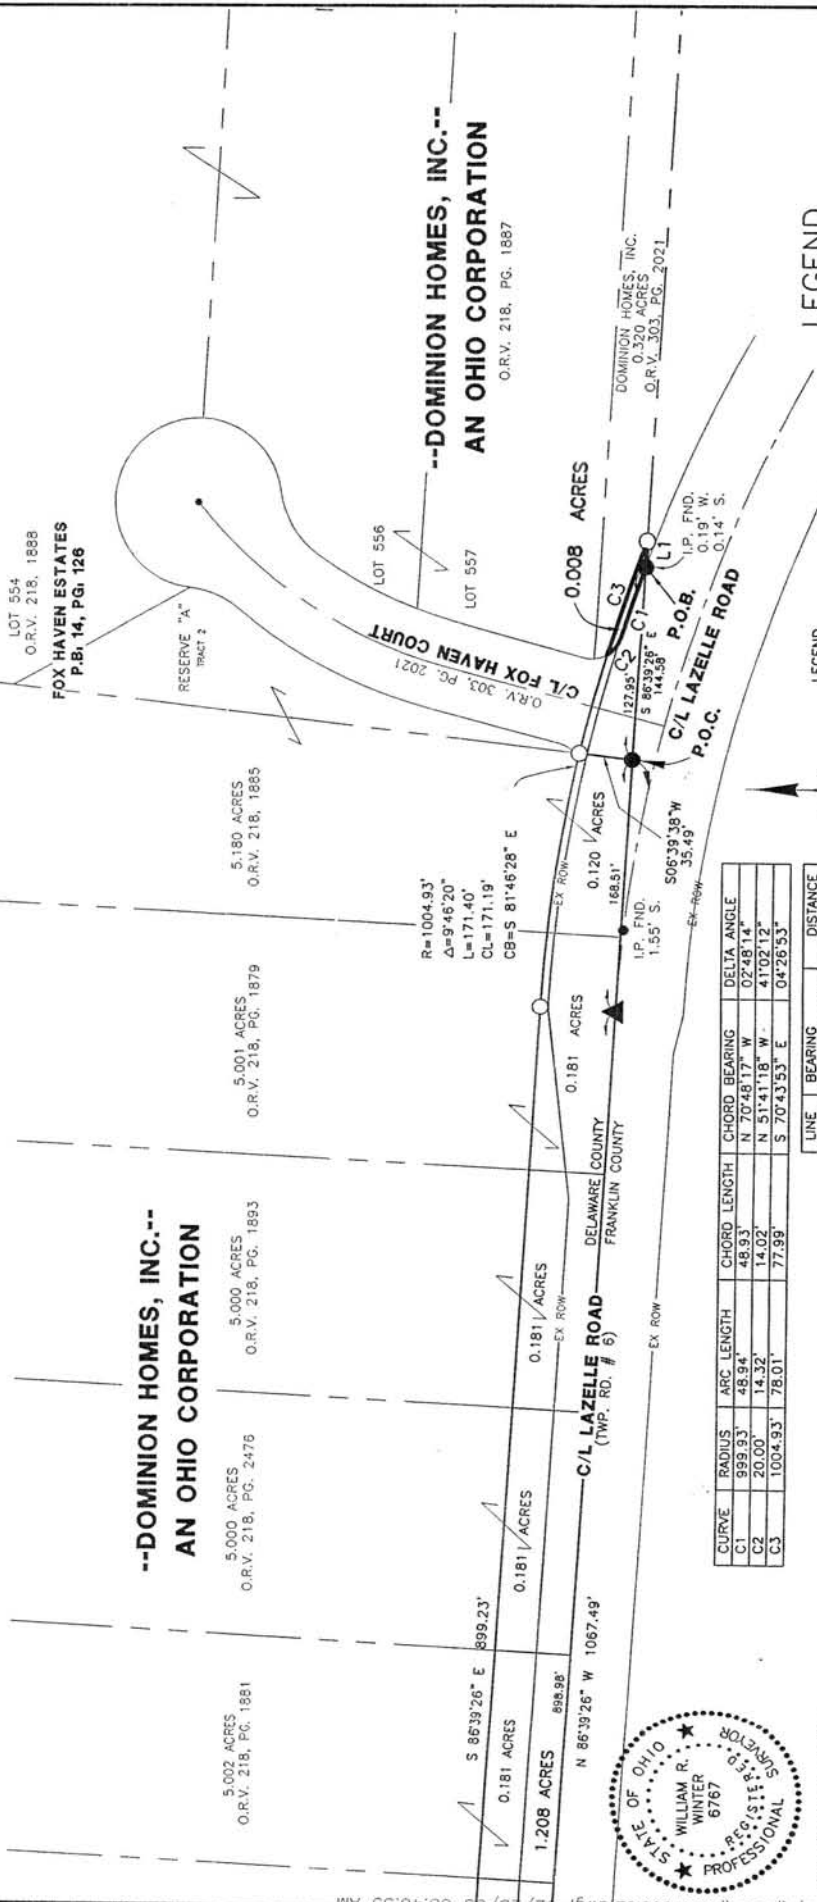 LOT 554
O.R.V. 218, 1888
FOX HAVEN ESTATES
P.B. 14, PG. 126
RESERVE "A"
TRACT 2
--DOMINION HOMES, INC.--
AN OHIO CORPORATION
O.R.V. 218, PG. 1887
LOT 556
LOT 557
C/L FOX HAVEN COURT
O.R.V. 303, PG. 2021
DOMINION HOMES, INC.
0.320 ACRES
O.R.V. 303, PG. 2021
0.008 ACRES
C3
C1
C2
L1
I.P. FND.
0.19' W.
0.14' S.
P.O.B.
127.95'
S 86°39'26" E
144.58'
C/L LAZELLE ROAD
P.O.C.
S06°39'38"W
35.49'
5.180 ACRES
O.R.V. 218, 1885
R=1004.93'
Δ=9°46'20"
L=171.40'
CL=171.19'
CB=S 81°46'28" E
EX ROW
0.120 ACRES
168.51'
I.P. FND.
1.55' S.
EX ROW
5.001 ACRES
O.R.V. 218, PG. 1879
0.181 ACRES
DELAWARE COUNTY
FRANKLIN COUNTY
--DOMINION HOMES, INC.--
AN OHIO CORPORATION
5.000 ACRES
O.R.V. 218, PG. 1893
0.181 ACRES
EX ROW
C/L LAZELLE ROAD
(TWP. RD. # 6)
EX ROW
5.000 ACRES
O.R.V. 218, PG. 2476
0.181 ACRES
5.002 ACRES
O.R.V. 218, PG. 1881
S 86°39'26" E 899.23'
0.181 ACRES
1.208 ACRES 898.98'
N 86°39'26" W 1067.49'
STATE OF OHIO
WILLIAM R.
WINTER
6767
REGISTERED
PROFESSIONAL SURVEYOR
CURVE RADIUS ARC LENGTH CHORD LENGTH CHORD BEARING DELTA ANGLE
C1 999.93' 48.94' 48.93' N 70°48'17" W 02°48'14"
C2 20.00' 14.32' 14.02' N 51°41'18" W 41°02'12"
C3 1004.93' 78.01' 77.99' S 70°43'53" E 04°26'53"
LINE BEARING DISTANCE
LEGEND
LEGEND